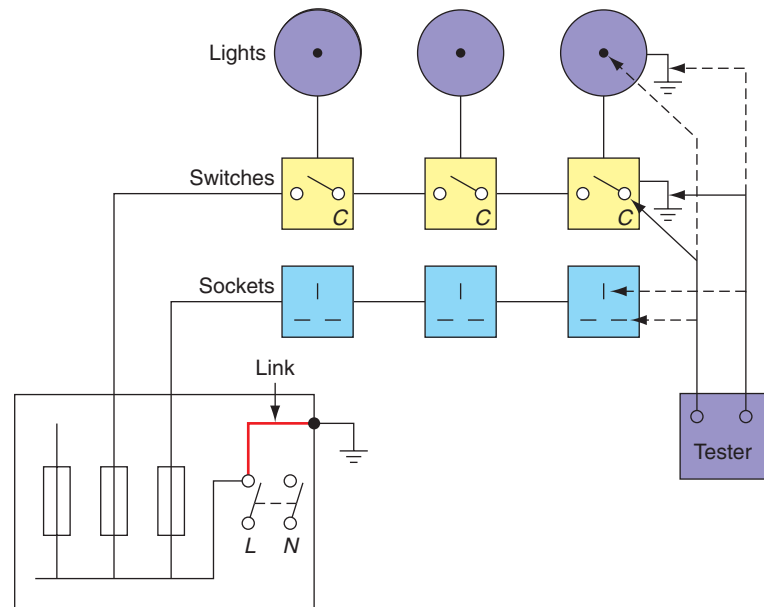 Lights
Switches
C
C
C
Sockets
Link
Tester
L
N